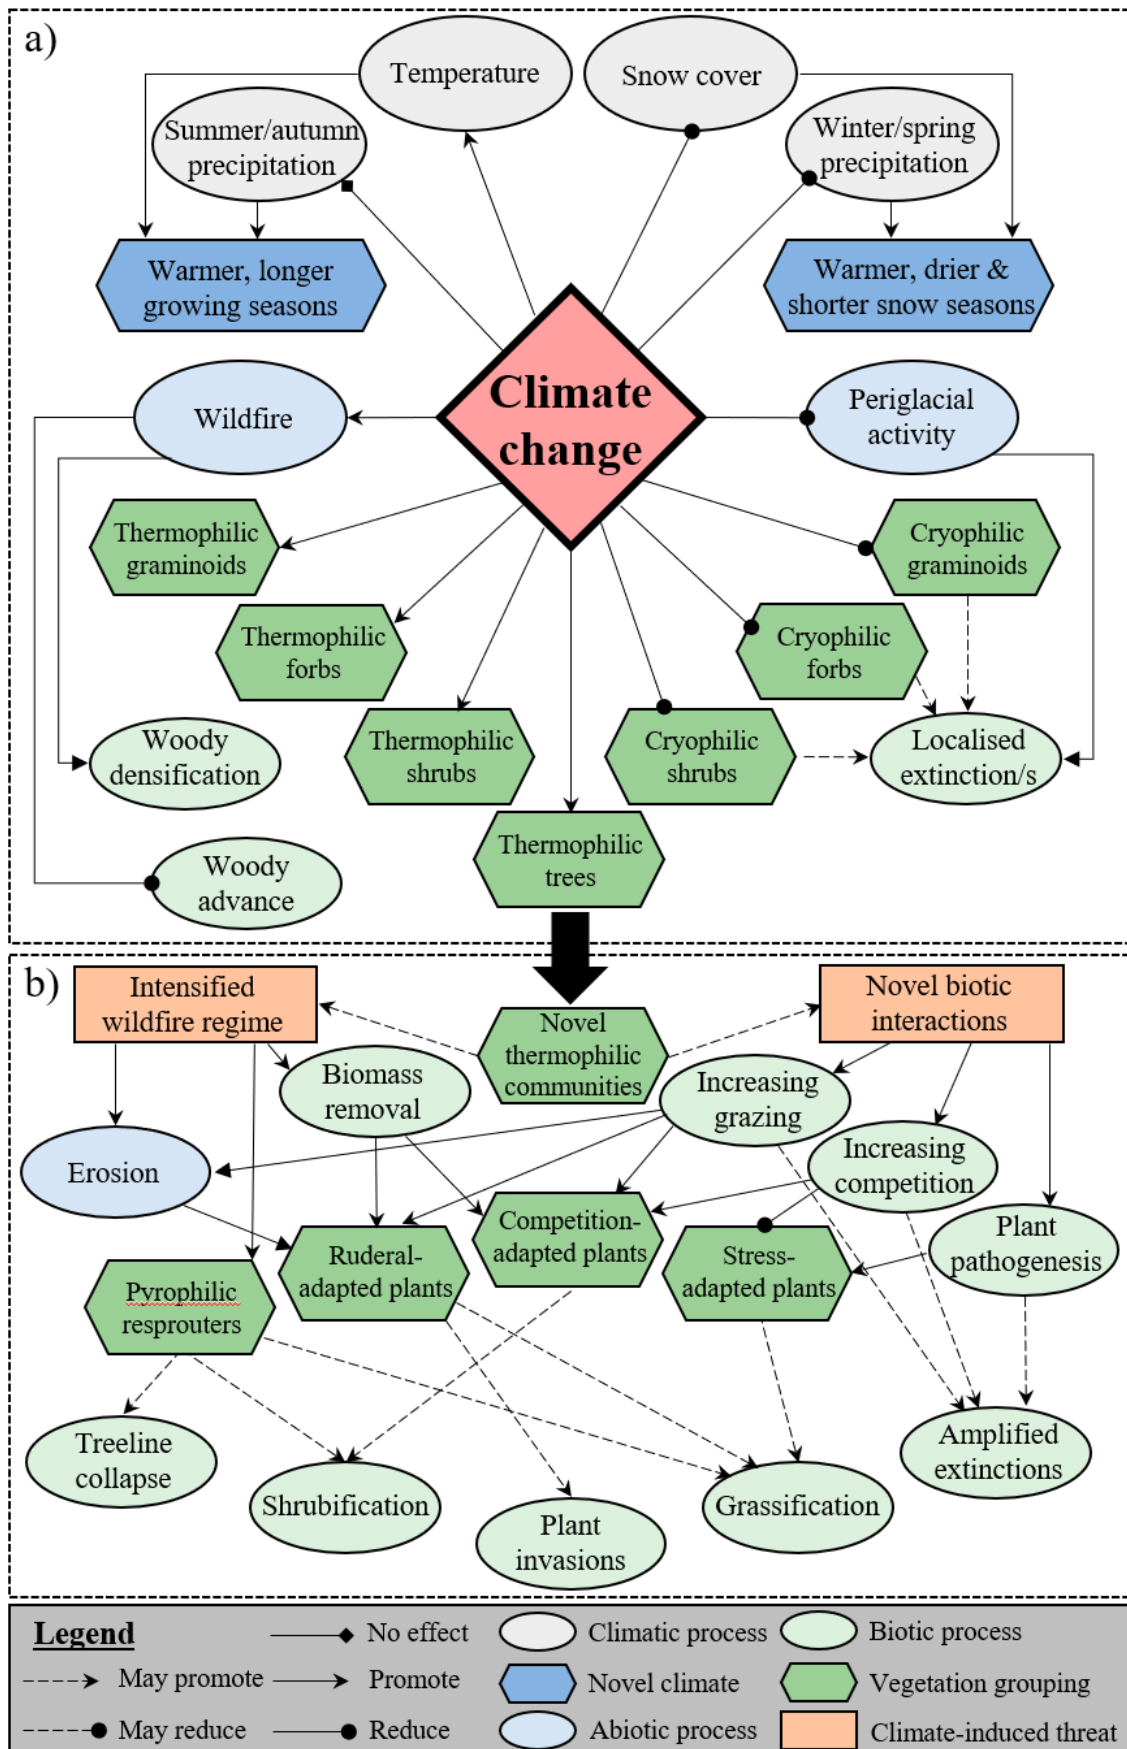 a)
Temperature
Snow cover
Summer/autumn
precipitation
Winter/spring
precipitation
Warmer, longer
growing seasons
Warmer, drier &
shorter snow seasons
Climate
change
Wildfire
Periglacial
activity
Thermophilic
graminoids
Cryophilic
graminoids
Thermophilic
forbs
Cryophilic
forbs
Woody
densification
Thermophilic
shrubs
Cryophilic
shrubs
Localised
extinction/s
Thermophilic
trees
Woody
advance
b)
Intensified
wildfire regime
Novel biotic
interactions
Novel
thermophilic
communities
Biomass
removal
Increasing
grazing
Erosion
Increasing
competition
Competition-
adapted plants
Ruderal-
adapted plants
Stress-
adapted plants
Plant
pathogenesis
Pyrophilic
resprouters
Treeline
collapse
Shrubification
Plant
invasions
Grassification
Amplified
extinctions
Legend
No effect
Climatic process
Biotic process
May promote
Promote
Novel climate
Vegetation grouping
May reduce
Reduce
Abiotic process
Climate-induced threat